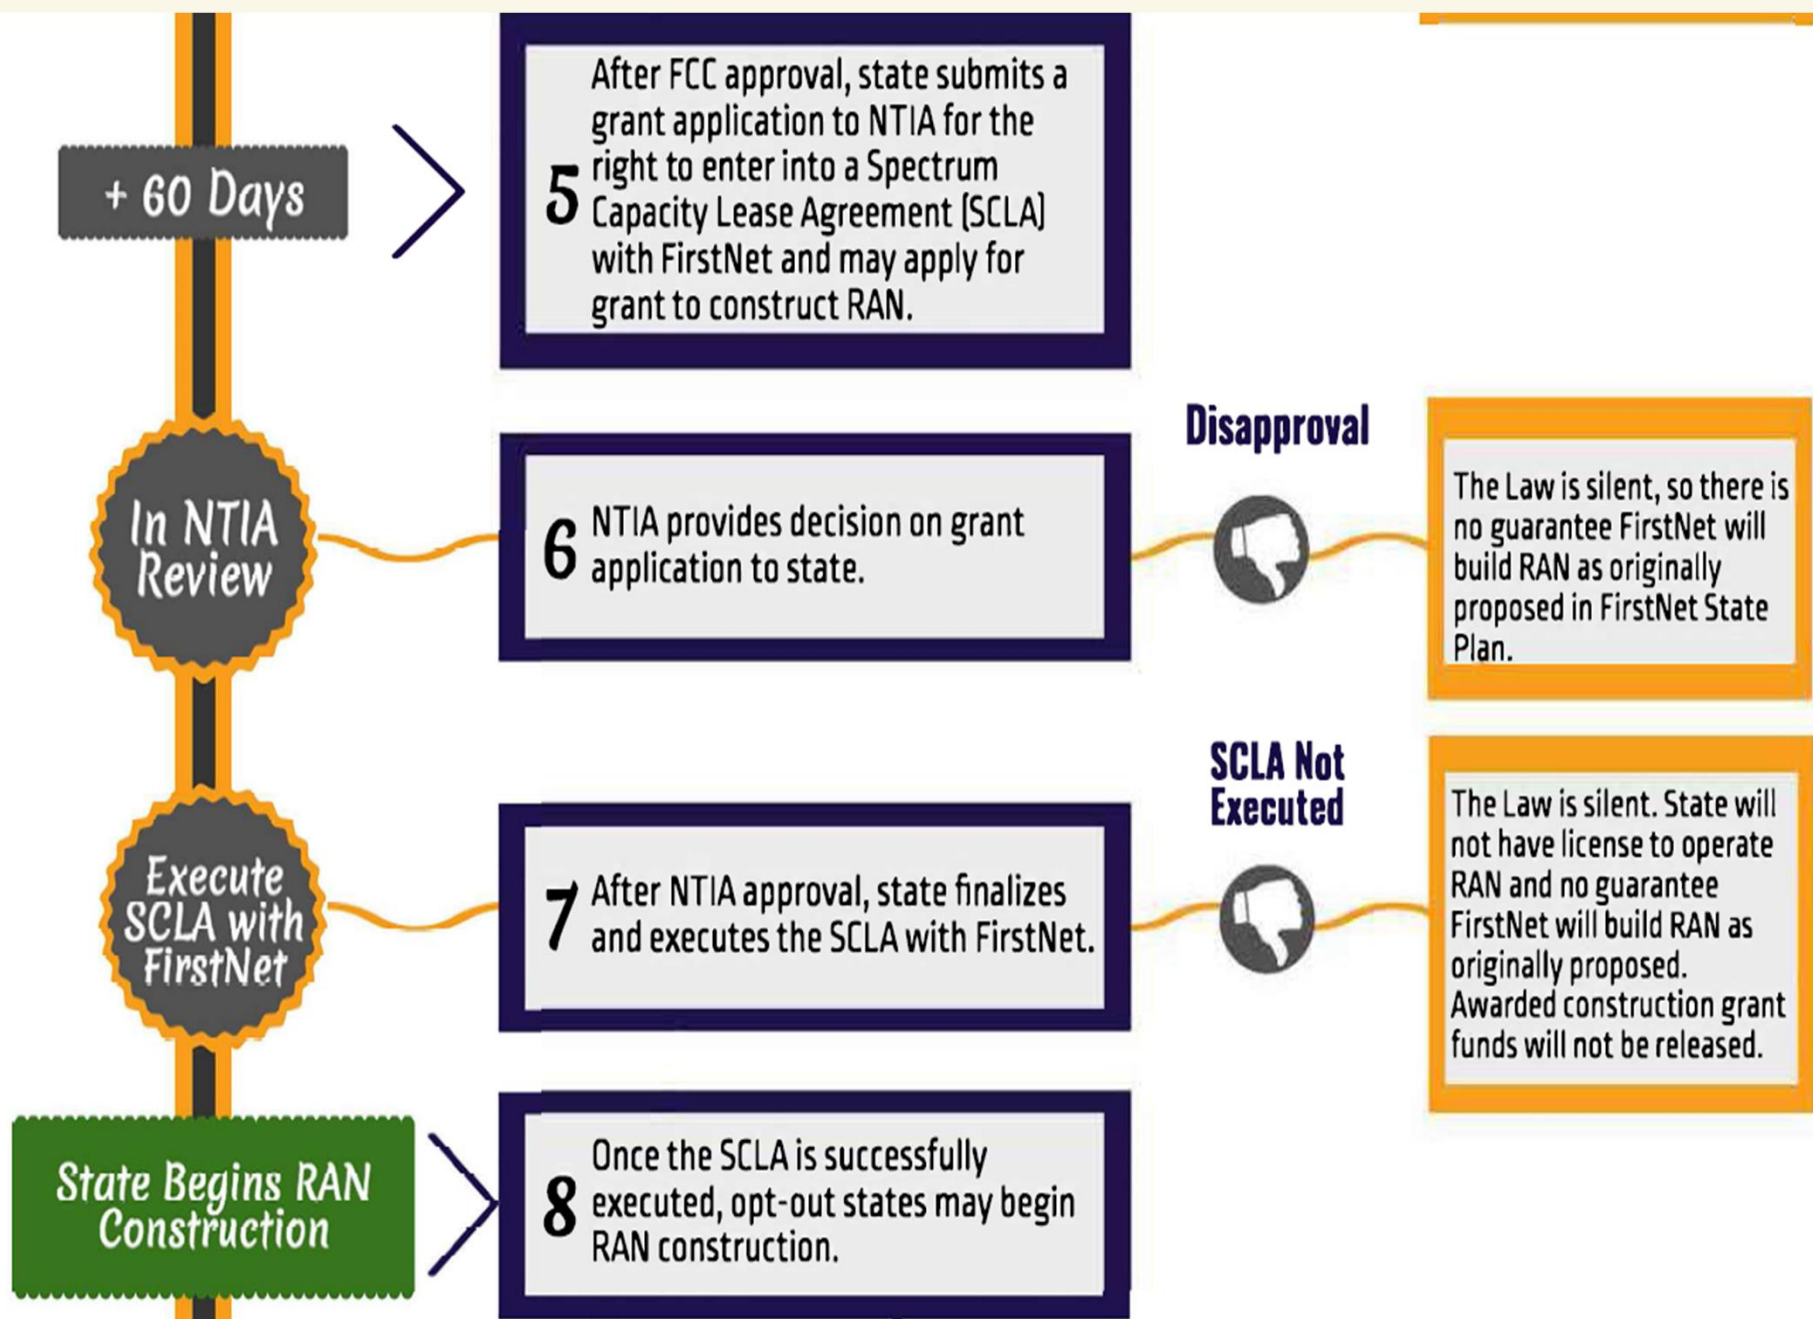 + 60 Days
5
After FCC approval, state submits a
grant application to NTIA for the
right to enter into a Spectrum
Capacity Lease Agreement (SCLA)
with FirstNet and may apply for
grant to construct RAN.
In NTIA
Review
6
NTIA provides decision on grant
application to state.
Disapproval
The Law is silent, so there is
no guarantee FirstNet will
build RAN as originally
proposed in FirstNet State
Plan.
Execute
SCLA with
FirstNet
7
After NTIA approval, state finalizes
and executes the SCLA with FirstNet.
SCLA Not
Executed
The Law is silent. State will
not have license to operate
RAN and no guarantee
FirstNet will build RAN as
originally proposed.
Awarded construction grant
funds will not be released.
State Begins RAN
Construction
8
Once the SCLA is successfully
executed, opt-out states may begin
RAN construction.